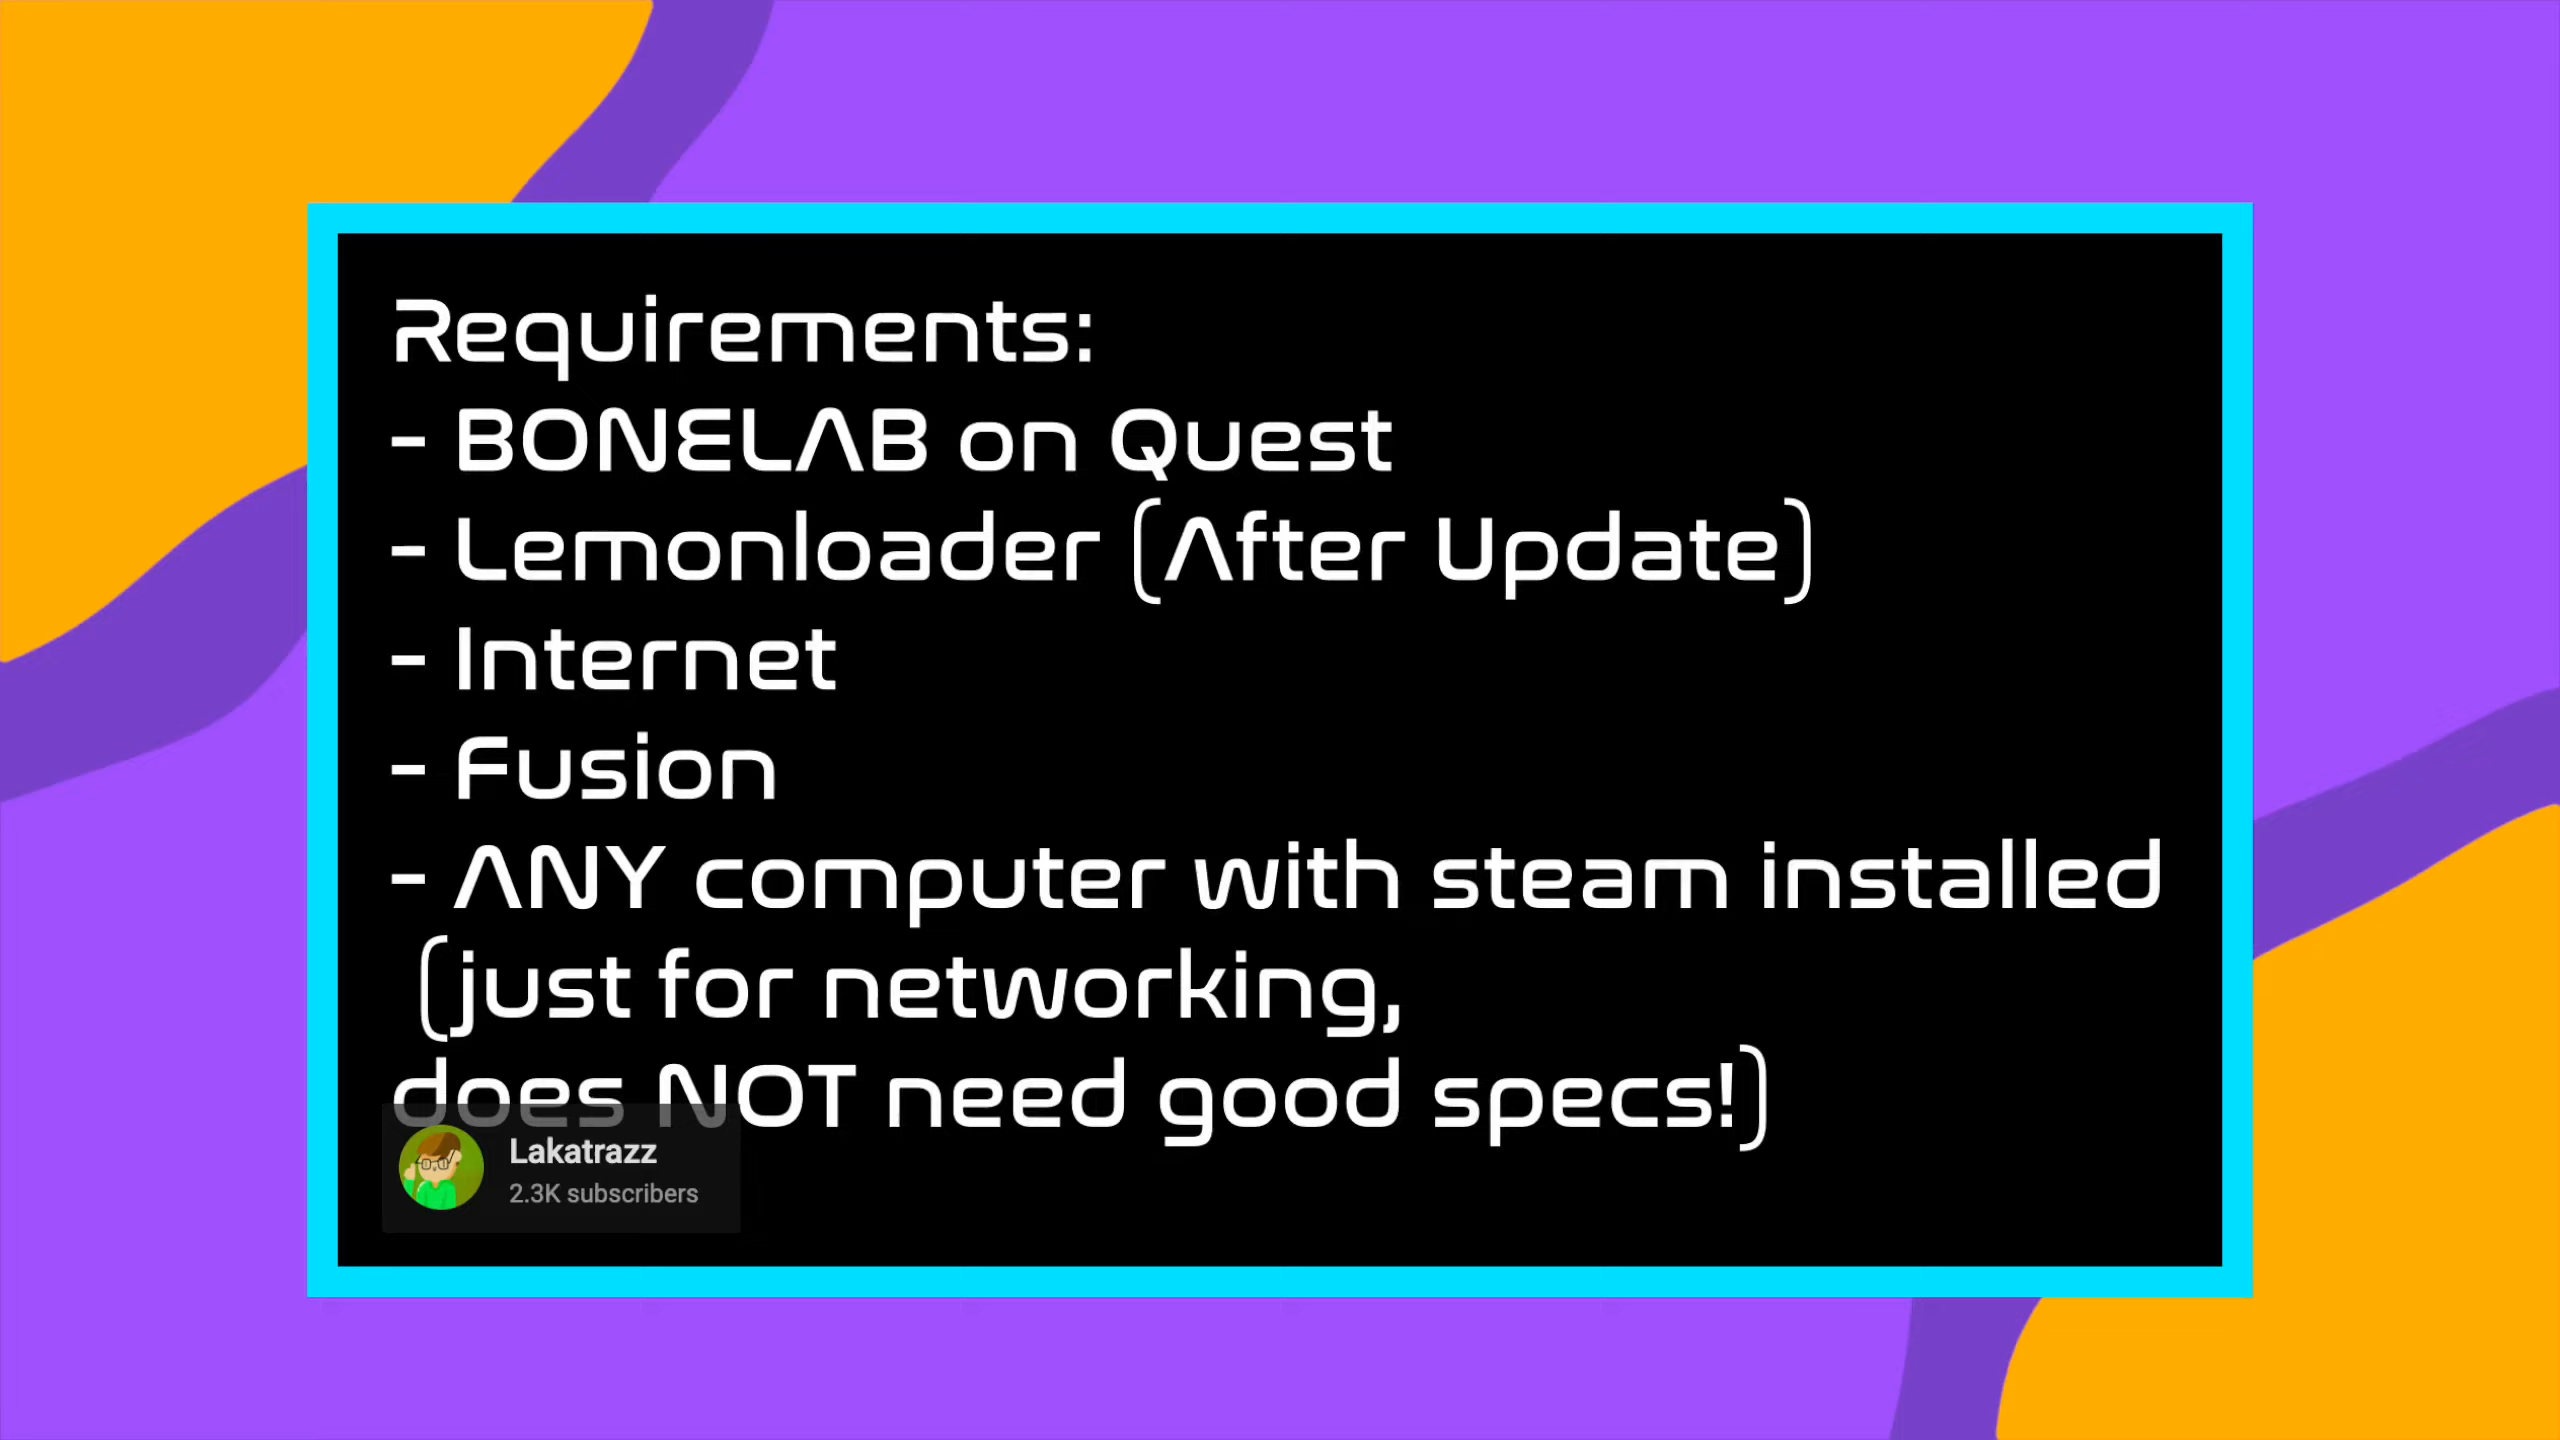 Requirements:
- BONELAB on Quest
- Lemonloader (After Update)
- Internet
- Fusion
- ANY computer with steam installed
(just for networking,
does NOT need good specs!)
Lakatrazz
2.3K subscribers